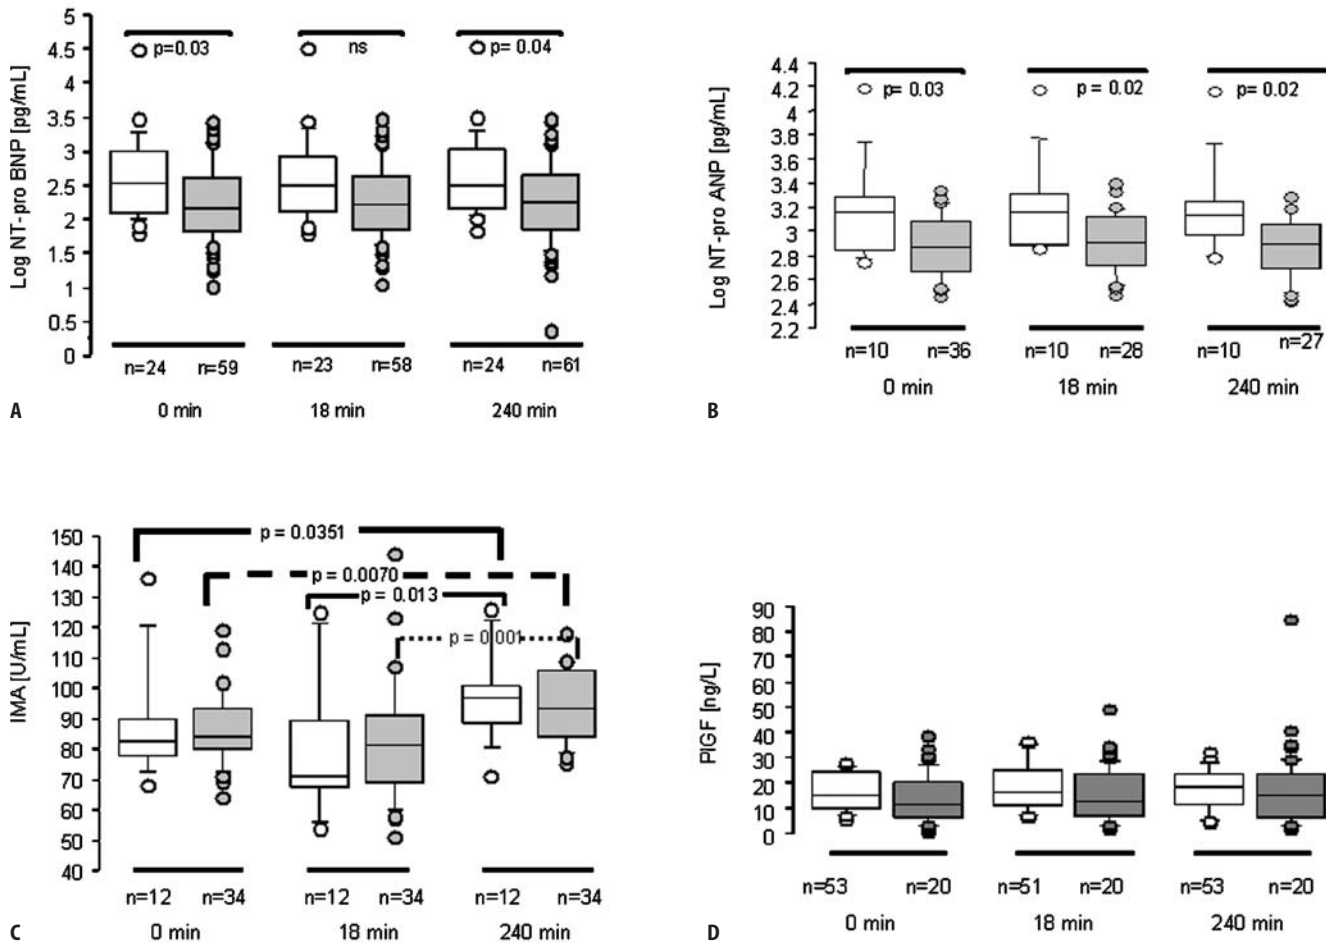 5
4.5
4
3.5
3
2.5
2
1.5
1
0.5
0
Log NT-pro BNP [pg/mL]
p=0.03
ns
p= 0.04
n=24
n=59
n=23
n=58
n=24
n=61
A
0 min
18 min
240 min
4.4
4.2
4
3.8
3.6
3.4
3.2
3
2.8
2.6
2.4
2.2
Log NT-pro ANP [pg/mL]
p= 0.03
p = 0.02
p = 0.02
n=10
n=36
n=10
n=28
n=10
n=27
0 min
18 min
240 min
B
150
140
130
120
110
100
90
80
70
60
50
40
IMA [U/mL]
p = 0.0351
p = 0.0070
p = 0.013
p = 0.001
n=12
n=34
n=12
n=34
n=12
n=34
C
0 min
18 min
240 min
90
80
70
60
50
40
30
20
10
0
PlGF [ng/L]
n=53
n=20
n=51
n=20
n=53
n=20
0 min
18 min
240 min
D